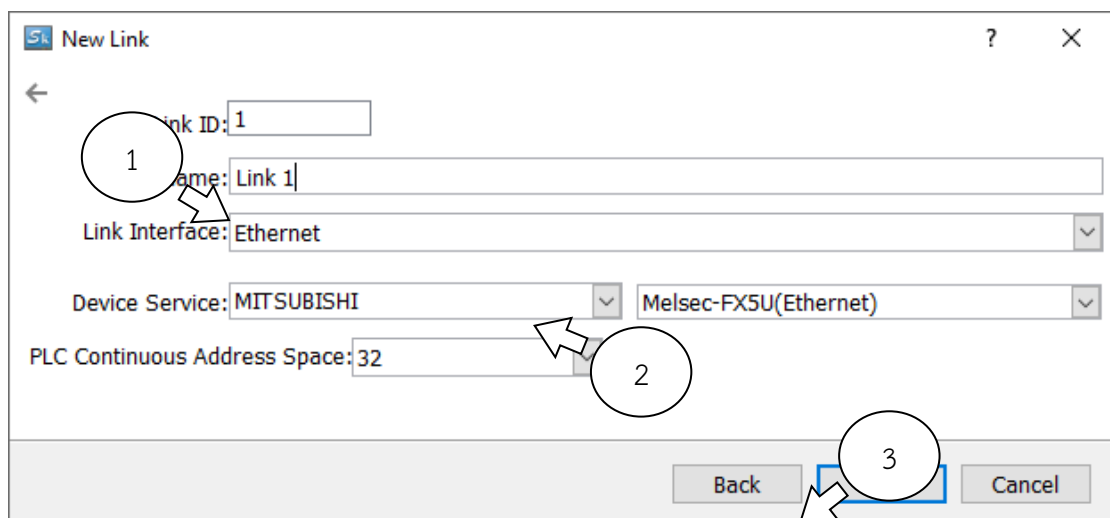 Sk New Link ?
ink ID: 1
1
ame: Link 1
Link Interface: Ethernet
Device Service: MITSUBISHI Melsec-FX5U(Ethernet)
PLC Continuous Address Space: 32
2
3
Back Cancel